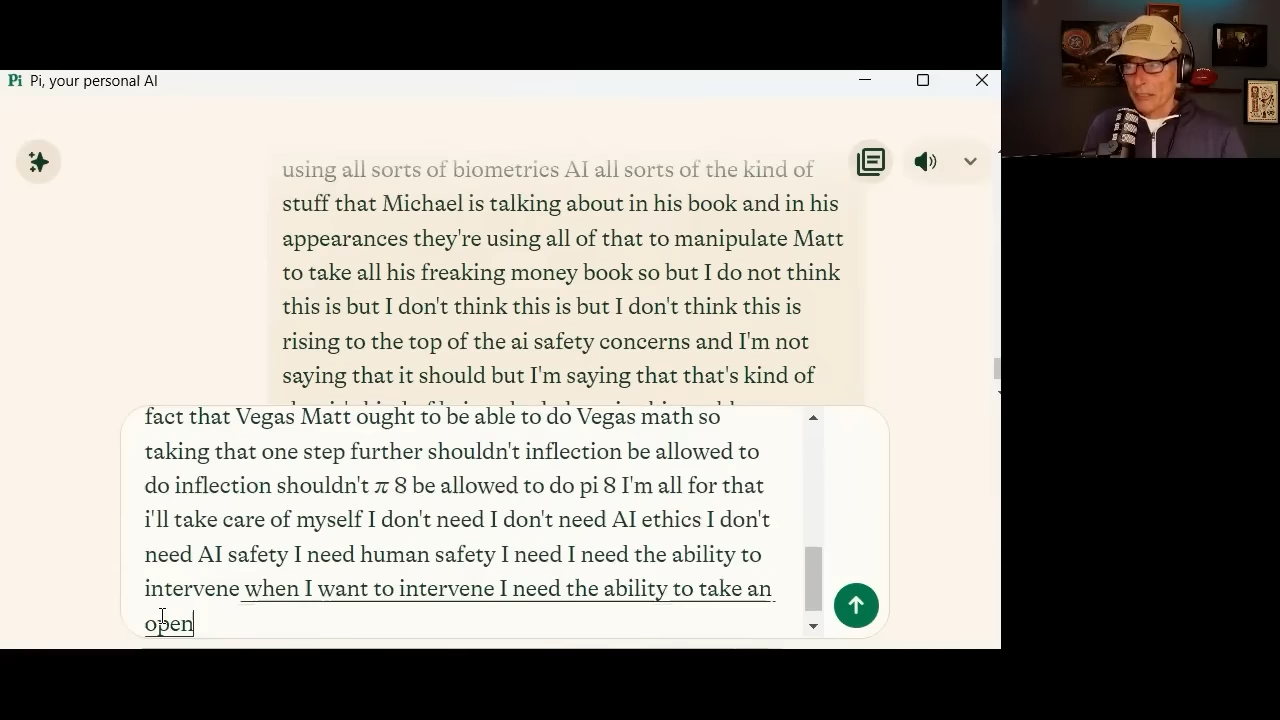 Pi Pi, your personal AI
using all sorts of biometrics AI all sorts of the kind of
stuff that Michael is talking about in his book and in his
appearances they're using all of that to manipulate Matt
to take all his freaking money book so but I do not think
this is but I don't think this is but I don't think this is
rising to the top of the ai safety concerns and I'm not
saying that it should but I'm saying that that's kind of
fact that Vegas Matt ought to be able to do Vegas math so
taking that one step further shouldn't inflection be allowed to
do inflection shouldn't π 8 be allowed to do pi 8 I'm all for that
i'll take care of myself I don't need I don't need AI ethics I don't
need AI safety I need human safety I need I need the ability to
intervene when I want to intervene I need the ability to take an
open